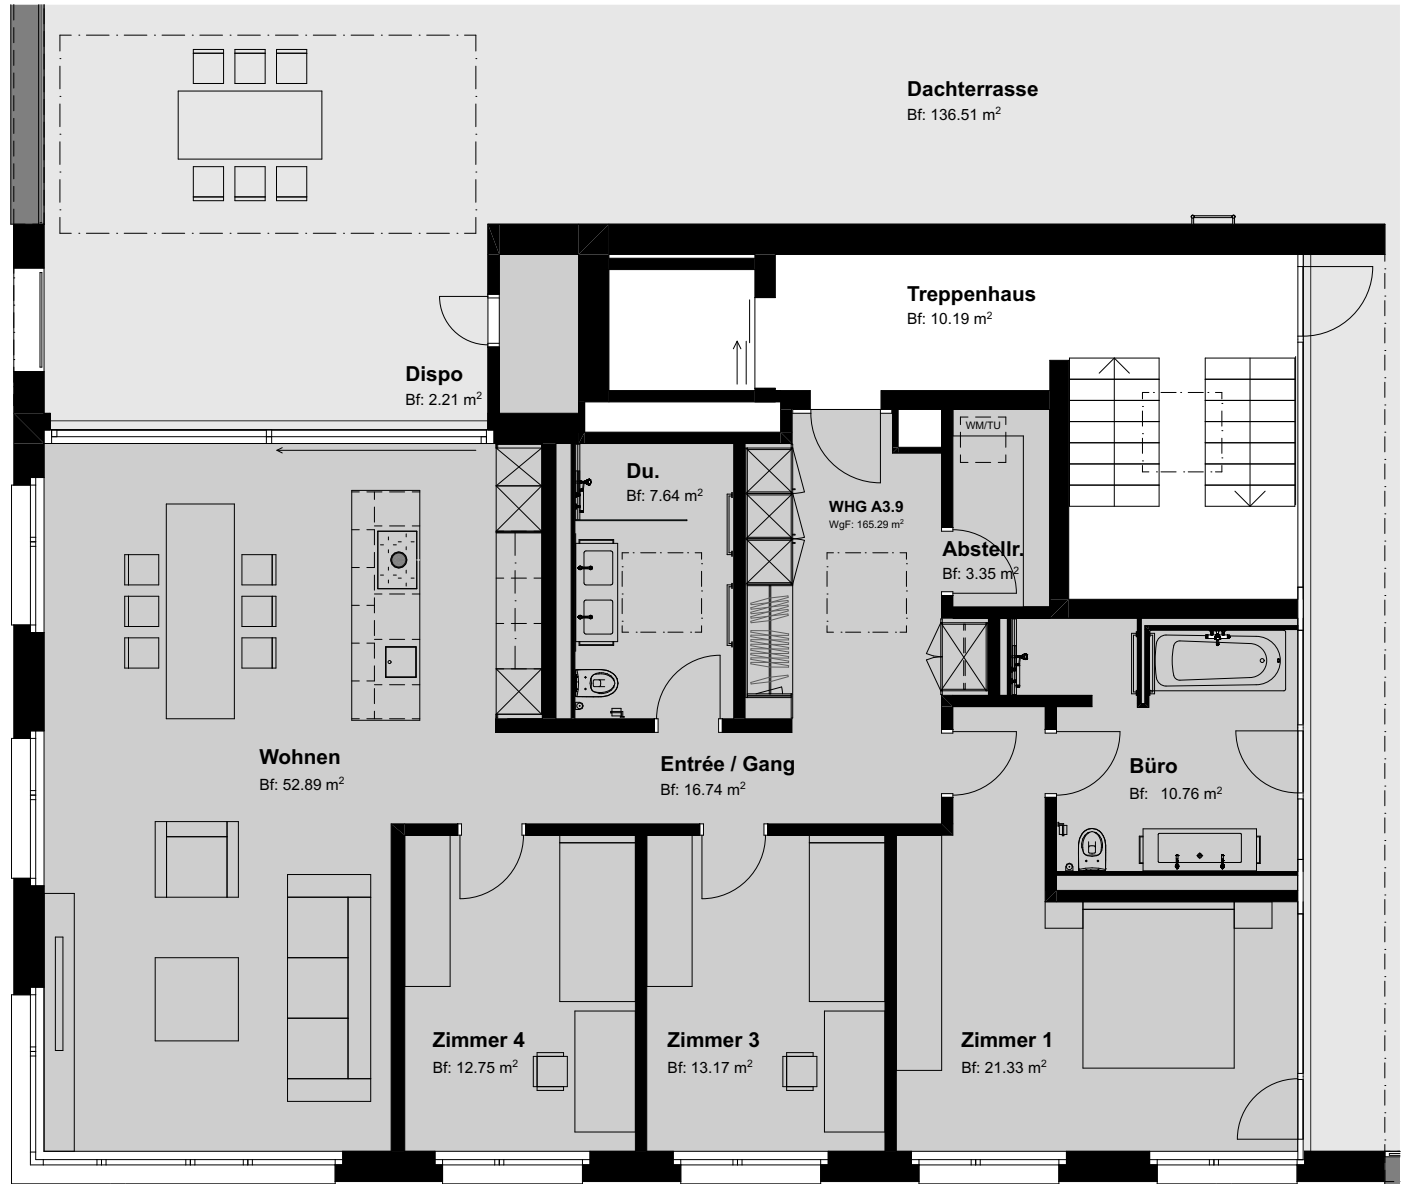 Dachterrasse
Bf: 136.51 m²
Treppenhaus
Bf: 10.19 m²
Dispo
Bf: 2.21 m²
WM/TU
Du.
Bf: 7.64 m²
WHG A3.9
WgF: 165.29 m²
Abstellr.
Bf: 3.35 m²
Wohnen
Bf: 52.89 m²
Entrée / Gang
Bf: 16.74 m²
Büro
Bf: 10.76 m²
Zimmer 4
Bf: 12.75 m²
Zimmer 3
Bf: 13.17 m²
Zimmer 1
Bf: 21.33 m²